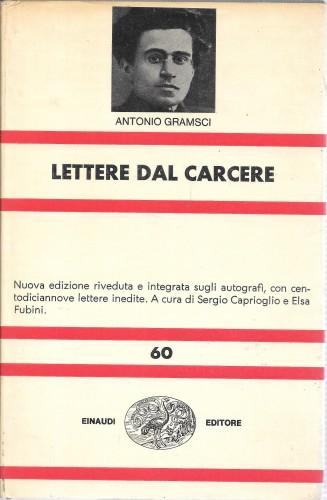 ANTONIO GRAMSCI
LETTERE DAL CARCERE
Nuova edizione riveduta e integrata sugli autografi, con cen-
todiciannove lettere inedite. A cura di Sergio Caprioglio e Elsa
Fubini.
60
EINAUDI EDITORE